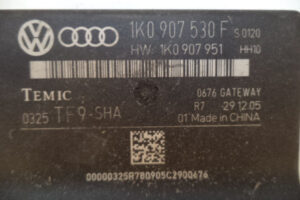 1K0 907 530 F S 0120
HW: 1K0 907 951 HH10
TEMIC 0676 GATEWAY
0325 TF9-SHA R7 29.12.05
01 Made in CHINA
00000325R780905C2900676